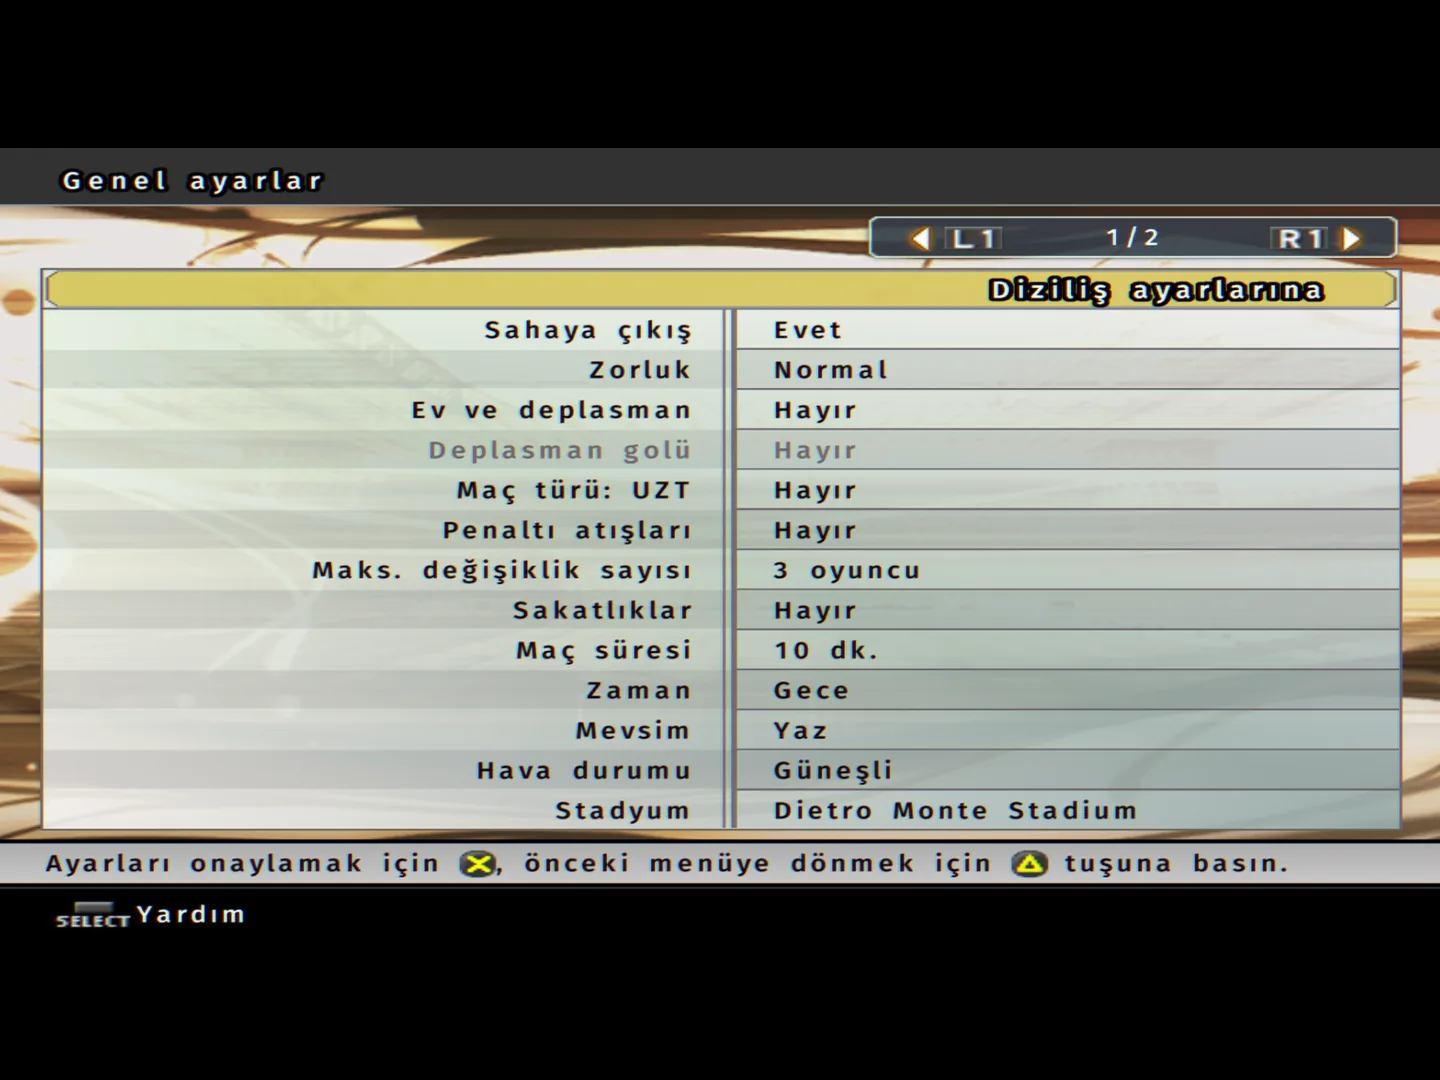 Genel ayarlar
L1 1/2 R1
Diziliş ayarlarına
Sahaya çıkış Evet
Zorluk Normal
Ev ve deplasman Hayır
Deplasman golü Hayır
Maç türü: UZT Hayır
Penaltı atışları Hayır
Maks. değişiklik sayısı 3 oyuncu
Sakatlıklar Hayır
Maç süresi 10 dk.
Zaman Gece
Mevsim Yaz
Hava durumu Güneşli
Stadyum Dietro Monte Stadium
Ayarları onaylamak için , önceki menüye dönmek için tuşuna basın.
SELECT Yardım